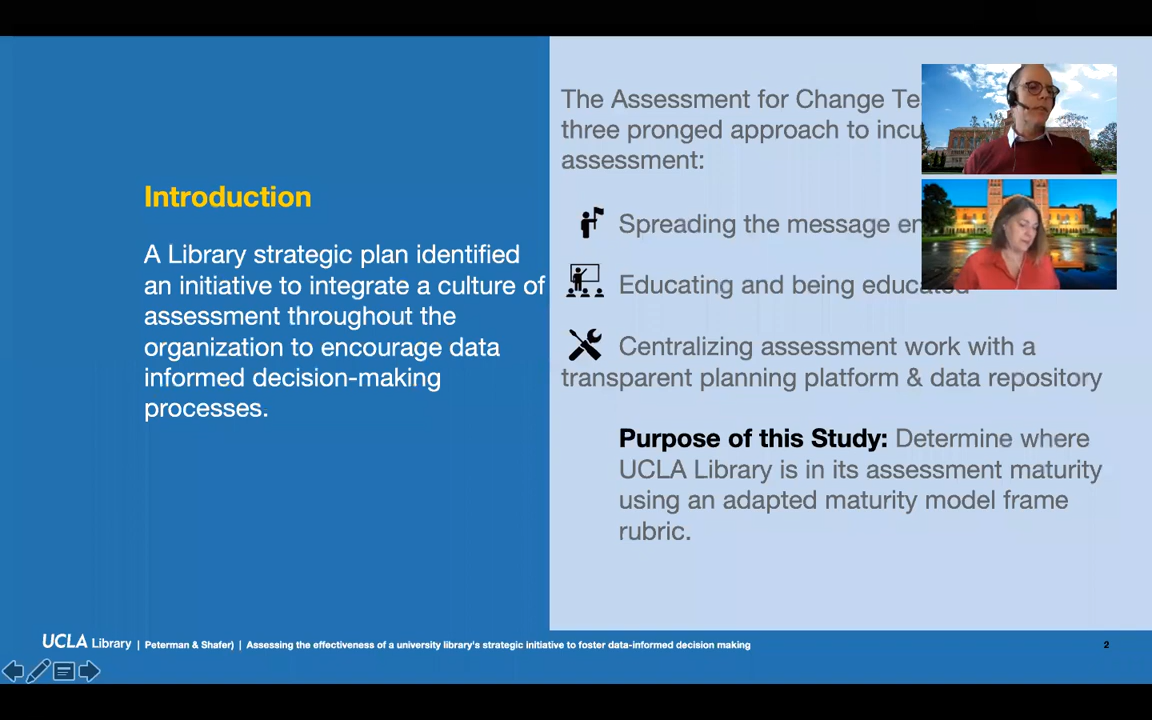 Introduction
A Library strategic plan identified
an initiative to integrate a culture of
assessment throughout the
organization to encourage data
informed decision-making
processes.
The Assessment for Change
three pronged approach to
assessment:
Spreading the message
Educating and being educated
Centralizing assessment work with a
transparent planning platform & data repository
Purpose of this Study: Determine where
UCLA Library is in its assessment maturity
using an adapted maturity model frame
rubric.
UCLA Library | Peterman & Shafer) | Assessing the effectiveness of a university library's strategic initiative to foster data-informed decision making
2